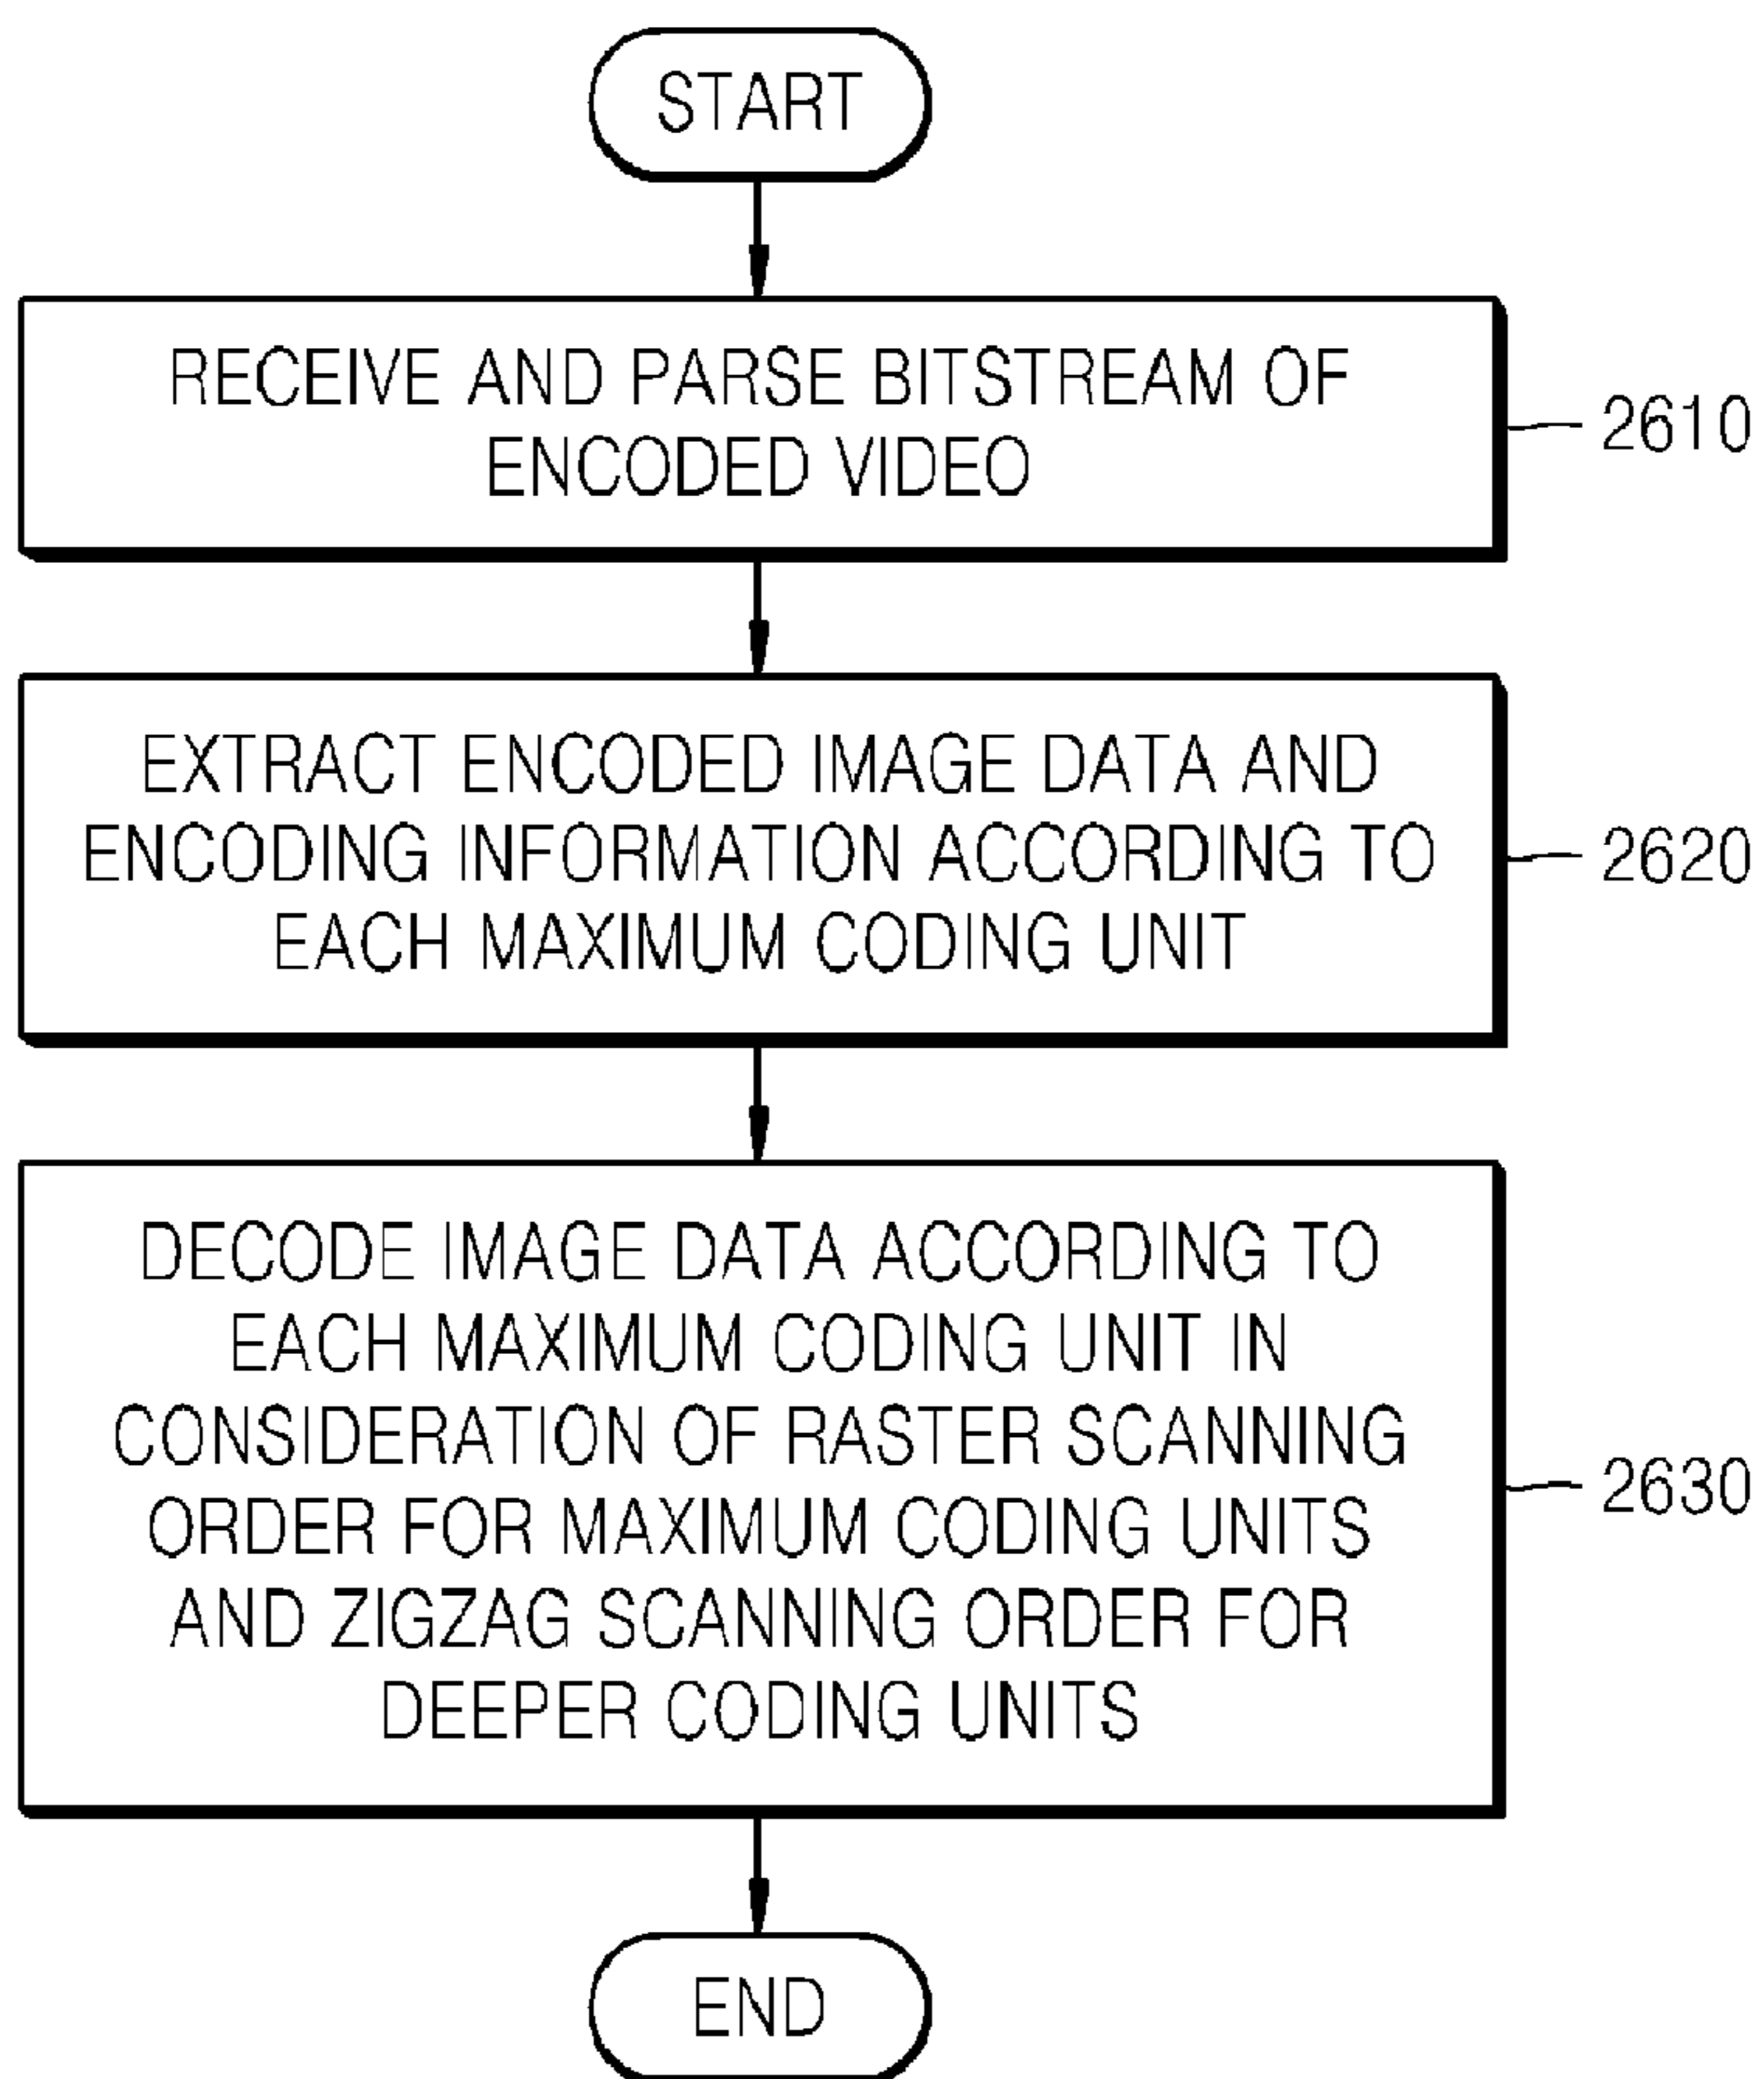 START
RECEIVE AND PARSE BITSTREAM OF
ENCODED VIDEO
2610
EXTRACT ENCODED IMAGE DATA AND
ENCODING INFORMATION ACCORDING TO
EACH MAXIMUM CODING UNIT
2620
DECODE IMAGE DATA ACCORDING TO
EACH MAXIMUM CODING UNIT IN
CONSIDERATION OF RASTER SCANNING
ORDER FOR MAXIMUM CODING UNITS
AND ZIGZAG SCANNING ORDER FOR
DEEPER CODING UNITS
2630
END